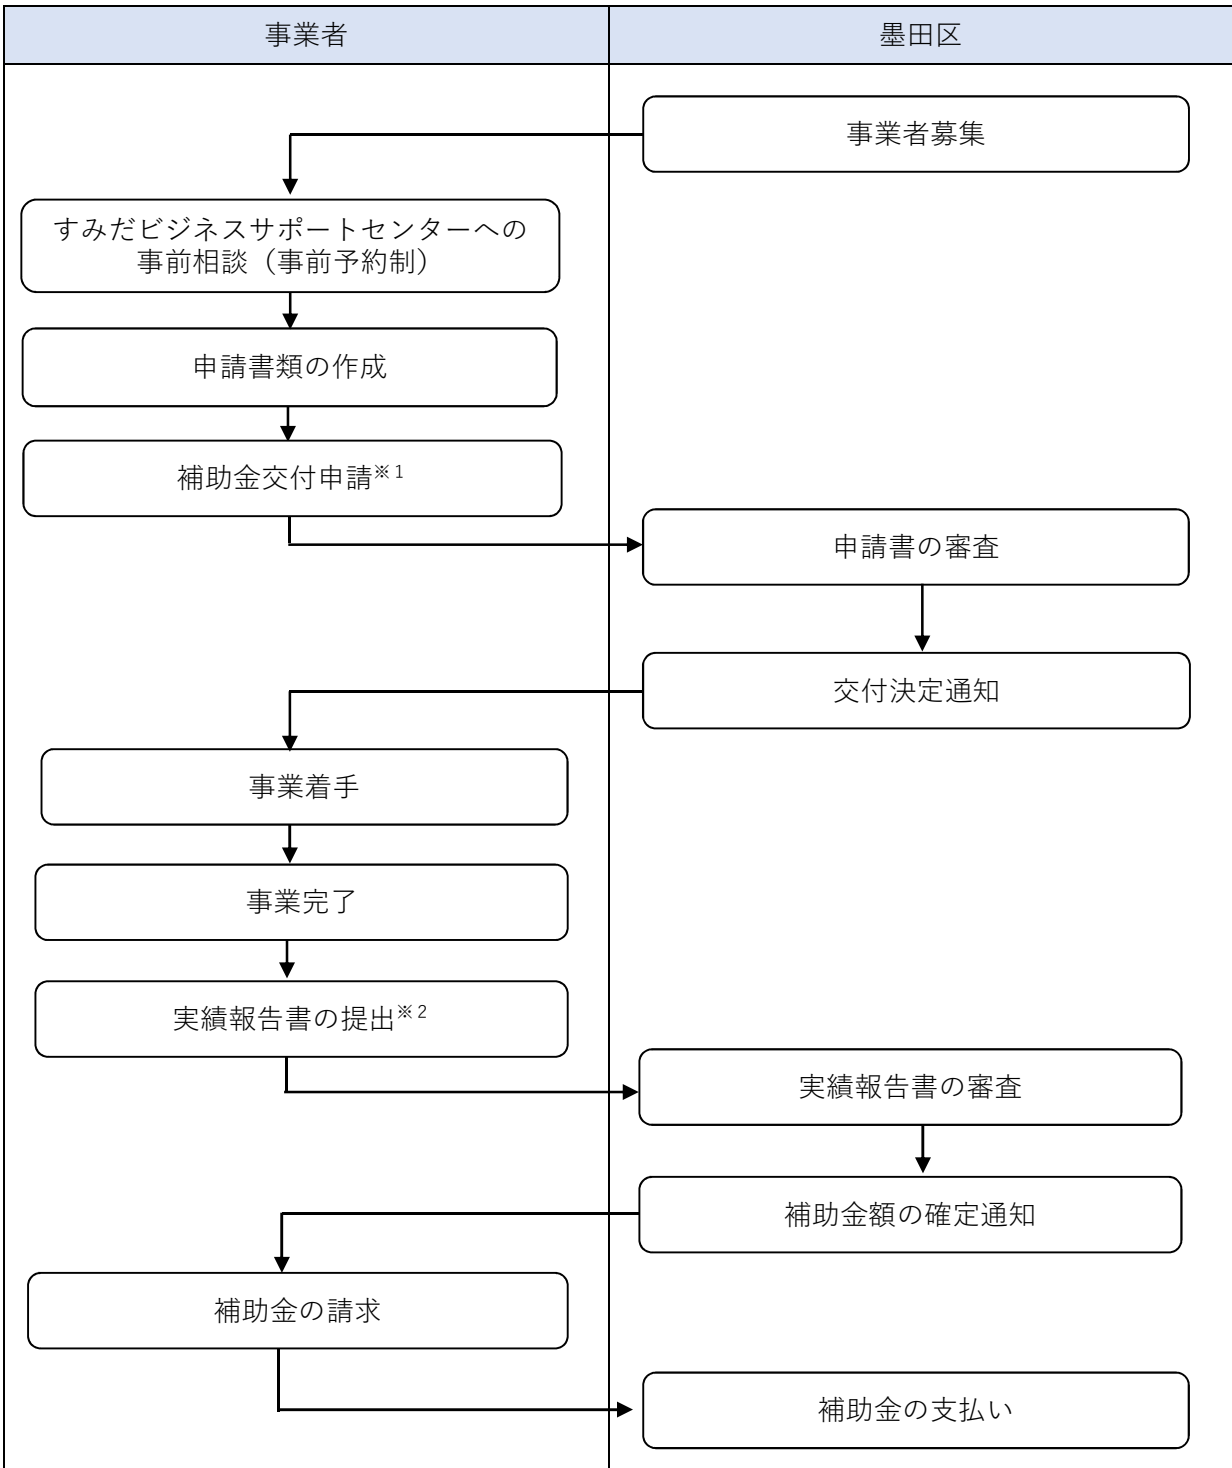 事業者
墨田区
事業者募集
すみだビジネスサポートセンターへの
事前相談（事前予約制）
申請書類の作成
補助金交付申請※1
申請書の審査
交付決定通知
事業着手
事業完了
実績報告書の提出※2
実績報告書の審査
補助金額の確定通知
補助金の請求
補助金の支払い